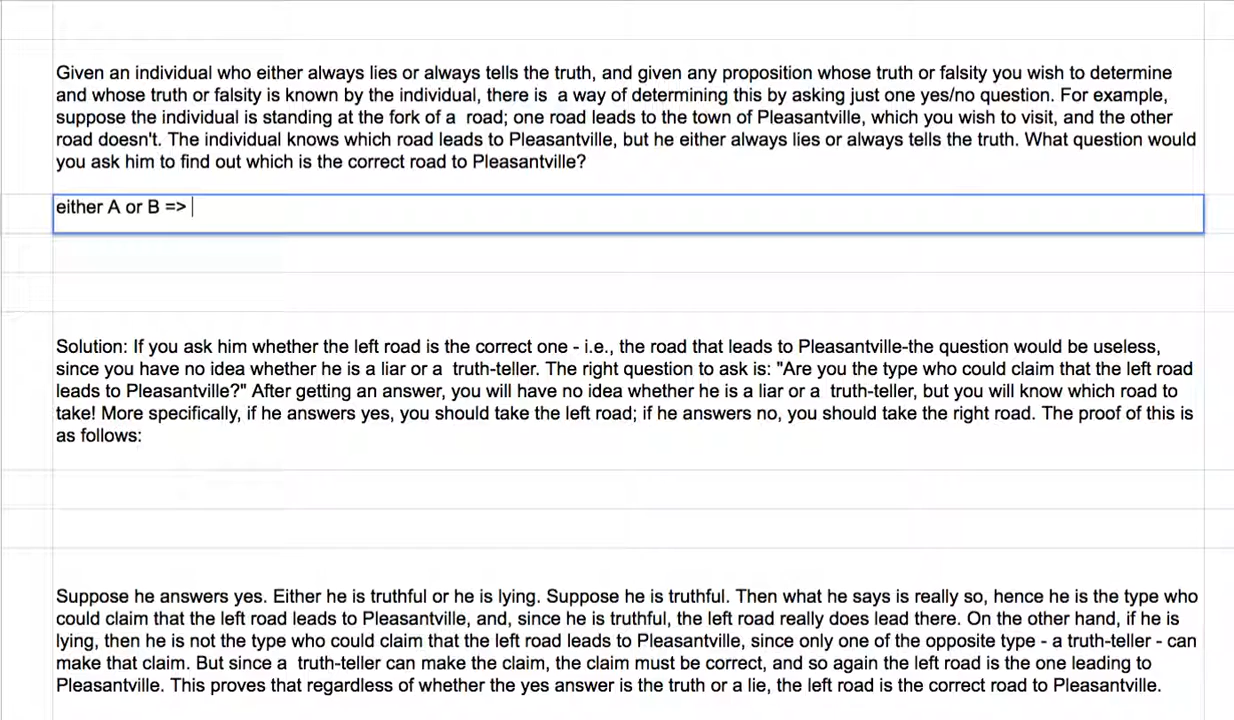 Given an individual who either always lies or always tells the truth, and given any proposition whose truth or falsity you wish to determine
and whose truth or falsity is known by the individual, there is  a way of determining this by asking just one yes/no question. For example,
suppose the individual is standing at the fork of a  road; one road leads to the town of Pleasantville, which you wish to visit, and the other
road doesn't. The individual knows which road leads to Pleasantville, but he either always lies or always tells the truth. What question would
you ask him to find out which is the correct road to Pleasantville?
either A or B =>
Solution: If you ask him whether the left road is the correct one - i.e., the road that leads to Pleasantville-the question would be useless,
since you have no idea whether he is a liar or a  truth-teller. The right question to ask is: "Are you the type who could claim that the left road
leads to Pleasantville?" After getting an answer, you will have no idea whether he is a liar or a  truth-teller, but you will know which road to
take! More specifically, if he answers yes, you should take the left road; if he answers no, you should take the right road. The proof of this is
as follows:
Suppose he answers yes. Either he is truthful or he is lying. Suppose he is truthful. Then what he says is really so, hence he is the type who
could claim that the left road leads to Pleasantville, and, since he is truthful, the left road really does lead there. On the other hand, if he is
lying, then he is not the type who could claim that the left road leads to Pleasantville, since only one of the opposite type - a truth-teller - can
make that claim. But since a  truth-teller can make the claim, the claim must be correct, and so again the left road is the one leading to
Pleasantville. This proves that regardless of whether the yes answer is the truth or a lie, the left road is the correct road to Pleasantville.